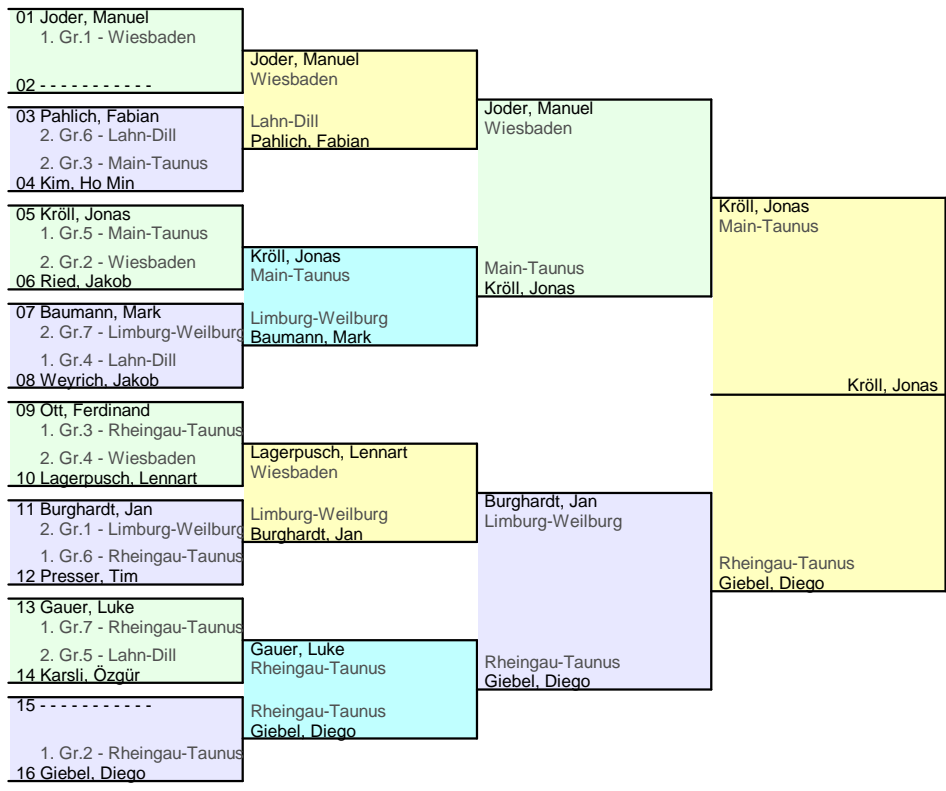 01 Joder, Manuel
1. Gr.1 - Wiesbaden
02 - - - - - - - - - - -
03 Pahlich, Fabian
2. Gr.6 - Lahn-Dill
2. Gr.3 - Main-Taunus
04 Kim, Ho Min
05 Kröll, Jonas
1. Gr.5 - Main-Taunus
2. Gr.2 - Wiesbaden
06 Ried, Jakob
07 Baumann, Mark
2. Gr.7 - Limburg-Weilburg
1. Gr.4 - Lahn-Dill
08 Weyrich, Jakob
09 Ott, Ferdinand
1. Gr.3 - Rheingau-Taunus
2. Gr.4 - Wiesbaden
10 Lagerpusch, Lennart
11 Burghardt, Jan
2. Gr.1 - Limburg-Weilburg
1. Gr.6 - Rheingau-Taunus
12 Presser, Tim
13 Gauer, Luke
1. Gr.7 - Rheingau-Taunus
2. Gr.5 - Lahn-Dill
14 Karsli, Özgür
15 - - - - - - - - - - -
1. Gr.2 - Rheingau-Taunus
16 Giebel, Diego
Joder, Manuel
Wiesbaden
Lahn-Dill
Pahlich, Fabian
Kröll, Jonas
Main-Taunus
Limburg-Weilburg
Baumann, Mark
Lagerpusch, Lennart
Wiesbaden
Limburg-Weilburg
Burghardt, Jan
Gauer, Luke
Rheingau-Taunus
Rheingau-Taunus
Giebel, Diego
Joder, Manuel
Wiesbaden
Main-Taunus
Kröll, Jonas
Burghardt, Jan
Limburg-Weilburg
Rheingau-Taunus
Giebel, Diego
Kröll, Jonas
Main-Taunus
Rheingau-Taunus
Giebel, Diego
Kröll, Jonas